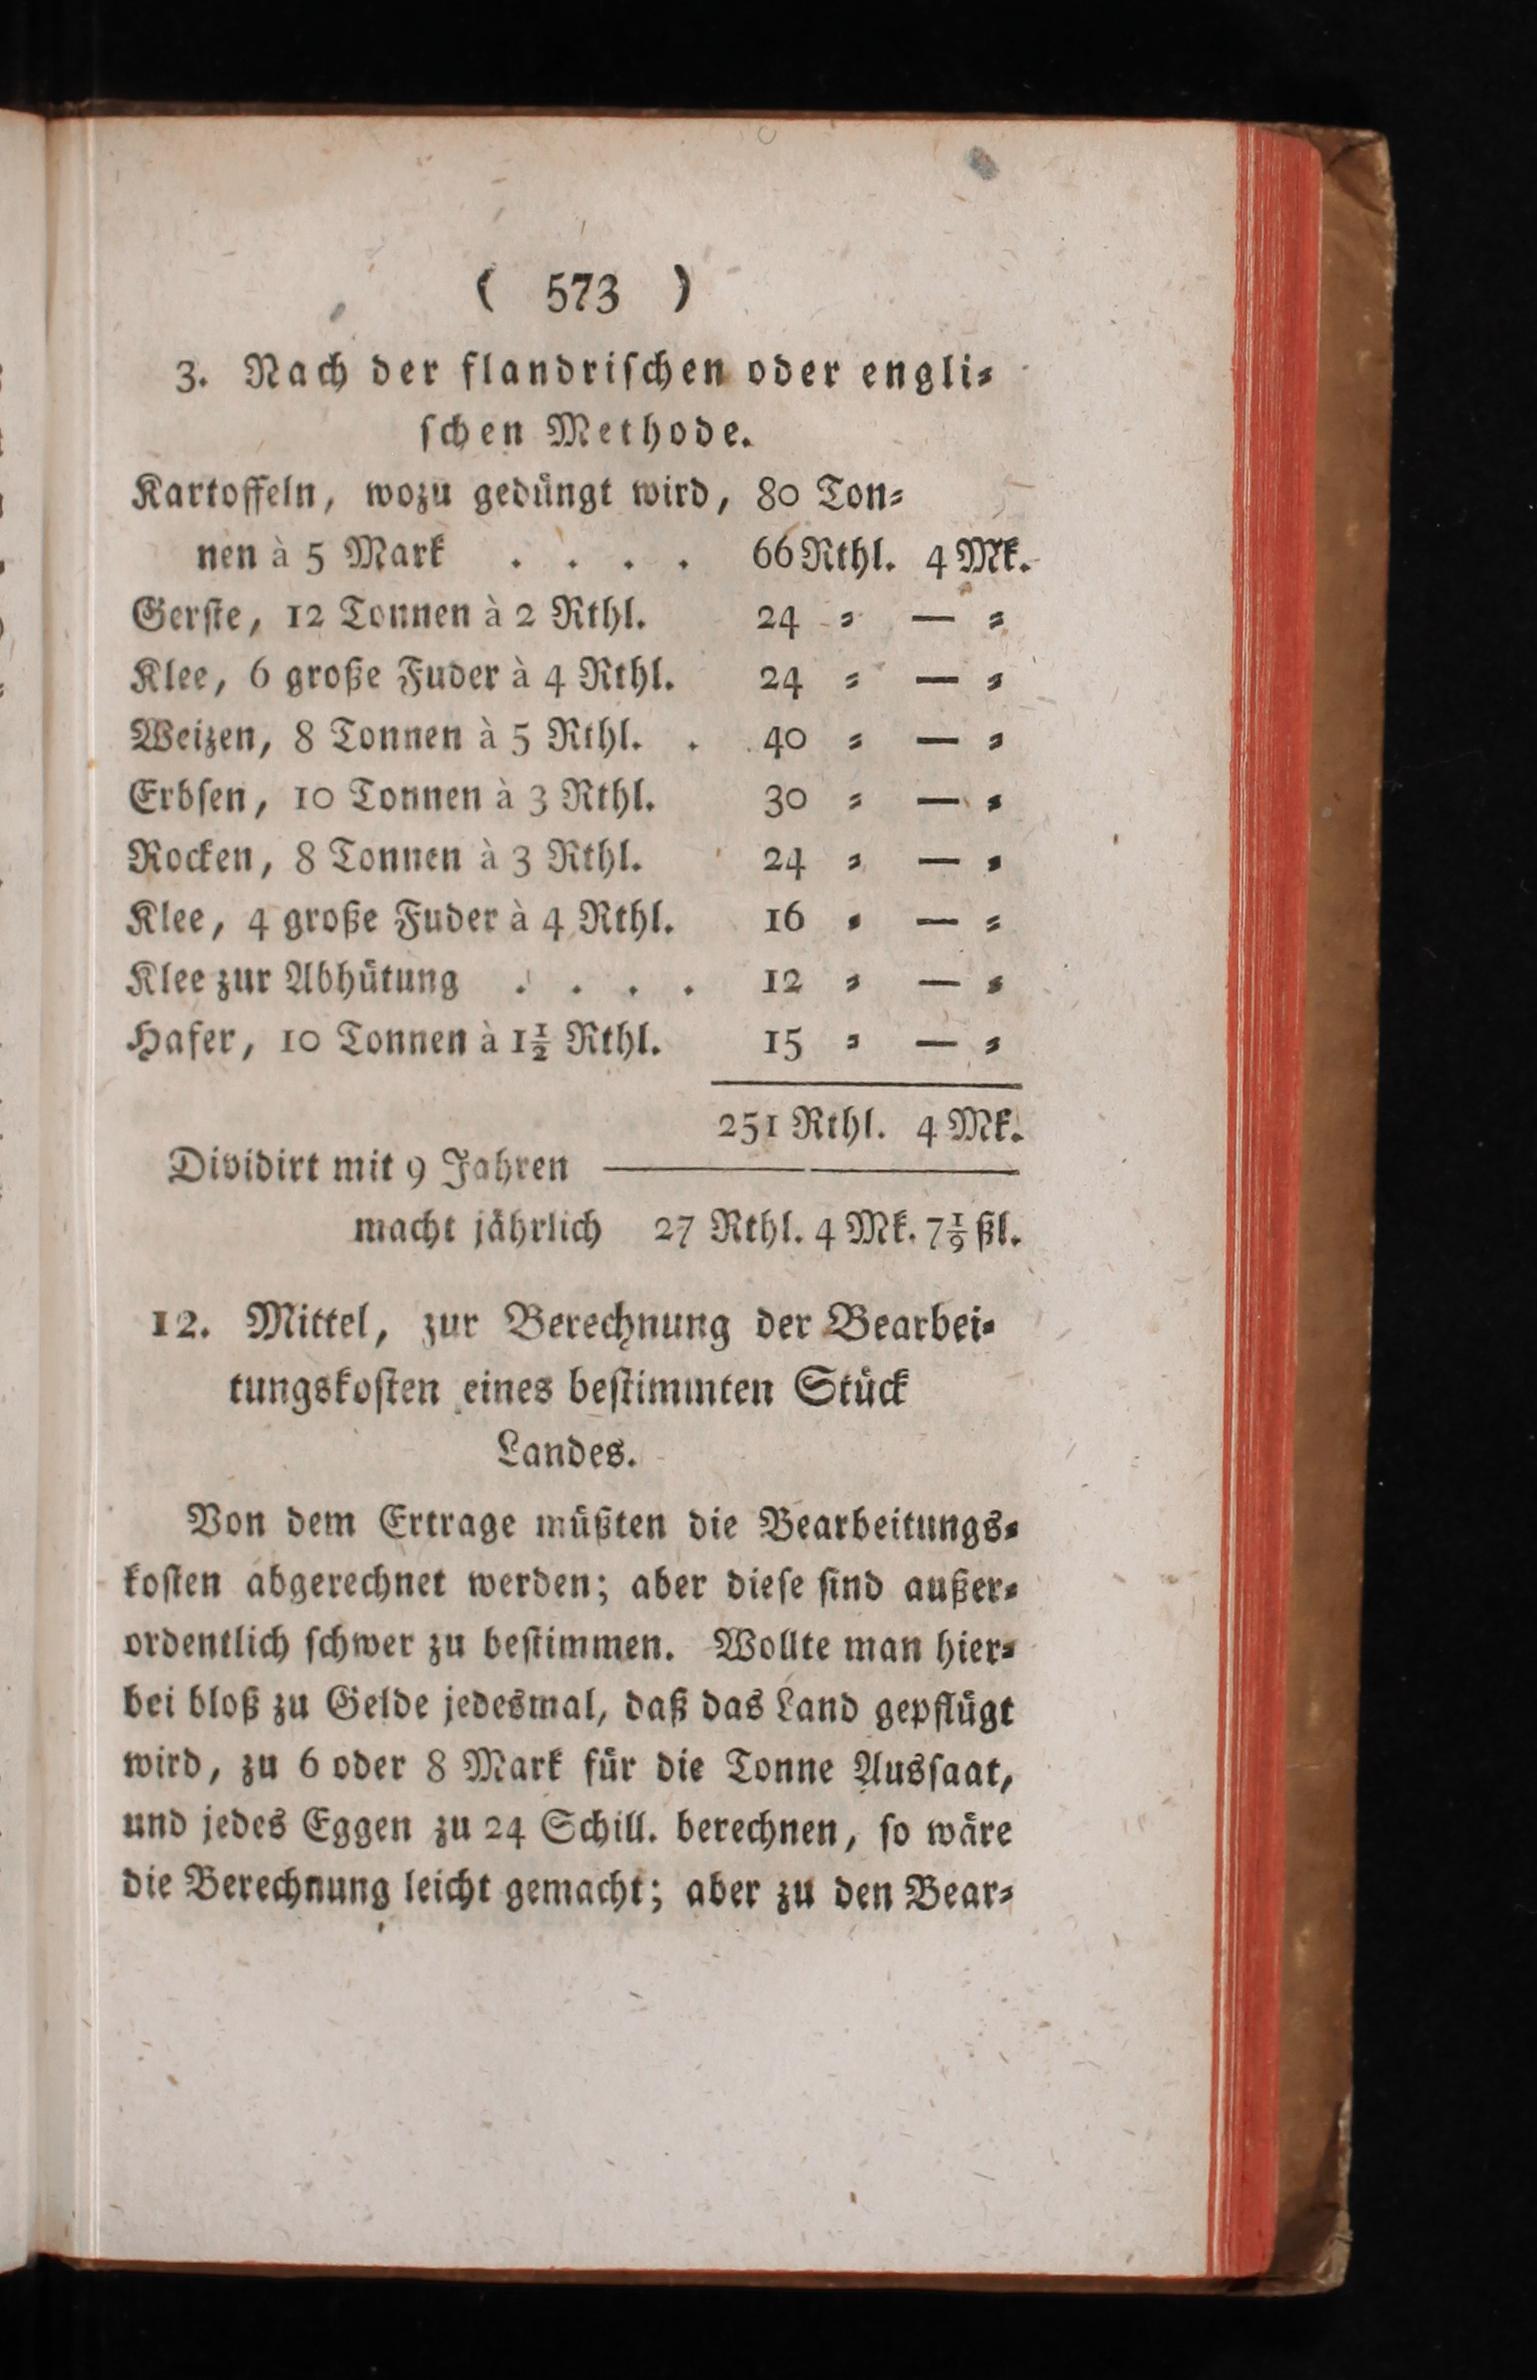 ( 573 )
3. Nach der flandriſchen oder engli⸗
ſchen Methode.
Kartoffeln, wozu gedüngt wird, 80 Ton⸗
nen à 5 Mark . . . . 66 Rthl. 4 Mk.
Gerſte, 12 Tonnen à 2 Rthl. 24 ⸗ — ⸗
Klee, 6 große Fuder à 4 Rthl. 24 ⸗ — ⸗
Weizen, 8 Tonnen à 5 Rthl. . 40 ⸗ — ⸗
Erbſen, 10 Tonnen à 3 Rthl. 30 ⸗ — ⸗
Rocken, 8 Tonnen à 3 Rthl. 24 ⸗ — ⸗
Klee, 4 große Fuder à 4 Rthl. 16 ⸗ — ⸗
Klee zur Abhütung . . . . 12 ⸗ — ⸗
Hafer, 10 Tonnen à 1½ Rthl. 15 ⸗ — ⸗
251 Rthl. 4 Mk.
Dividirt mit 9 Jahren
macht jährlich 27 Rthl. 4 Mk. 7⅑ ßl.
12. Mittel, zur Berechnung der Bearbei⸗
tungskoſten eines beſtimmten Stück
Landes.
Von dem Ertrage müßten die Bearbeitungs⸗
koſten abgerechnet werden; aber dieſe ſind außer⸗
ordentlich ſchwer zu beſtimmen. Wollte man hier⸗
bei bloß zu Gelde jedesmal, daß das Land gepflügt
wird, zu 6 oder 8 Mark für die Tonne Ausſaat,
und jedes Eggen zu 24 Schill. berechnen, ſo wäre
die Berechnung leicht gemacht; aber zu den Bear⸗